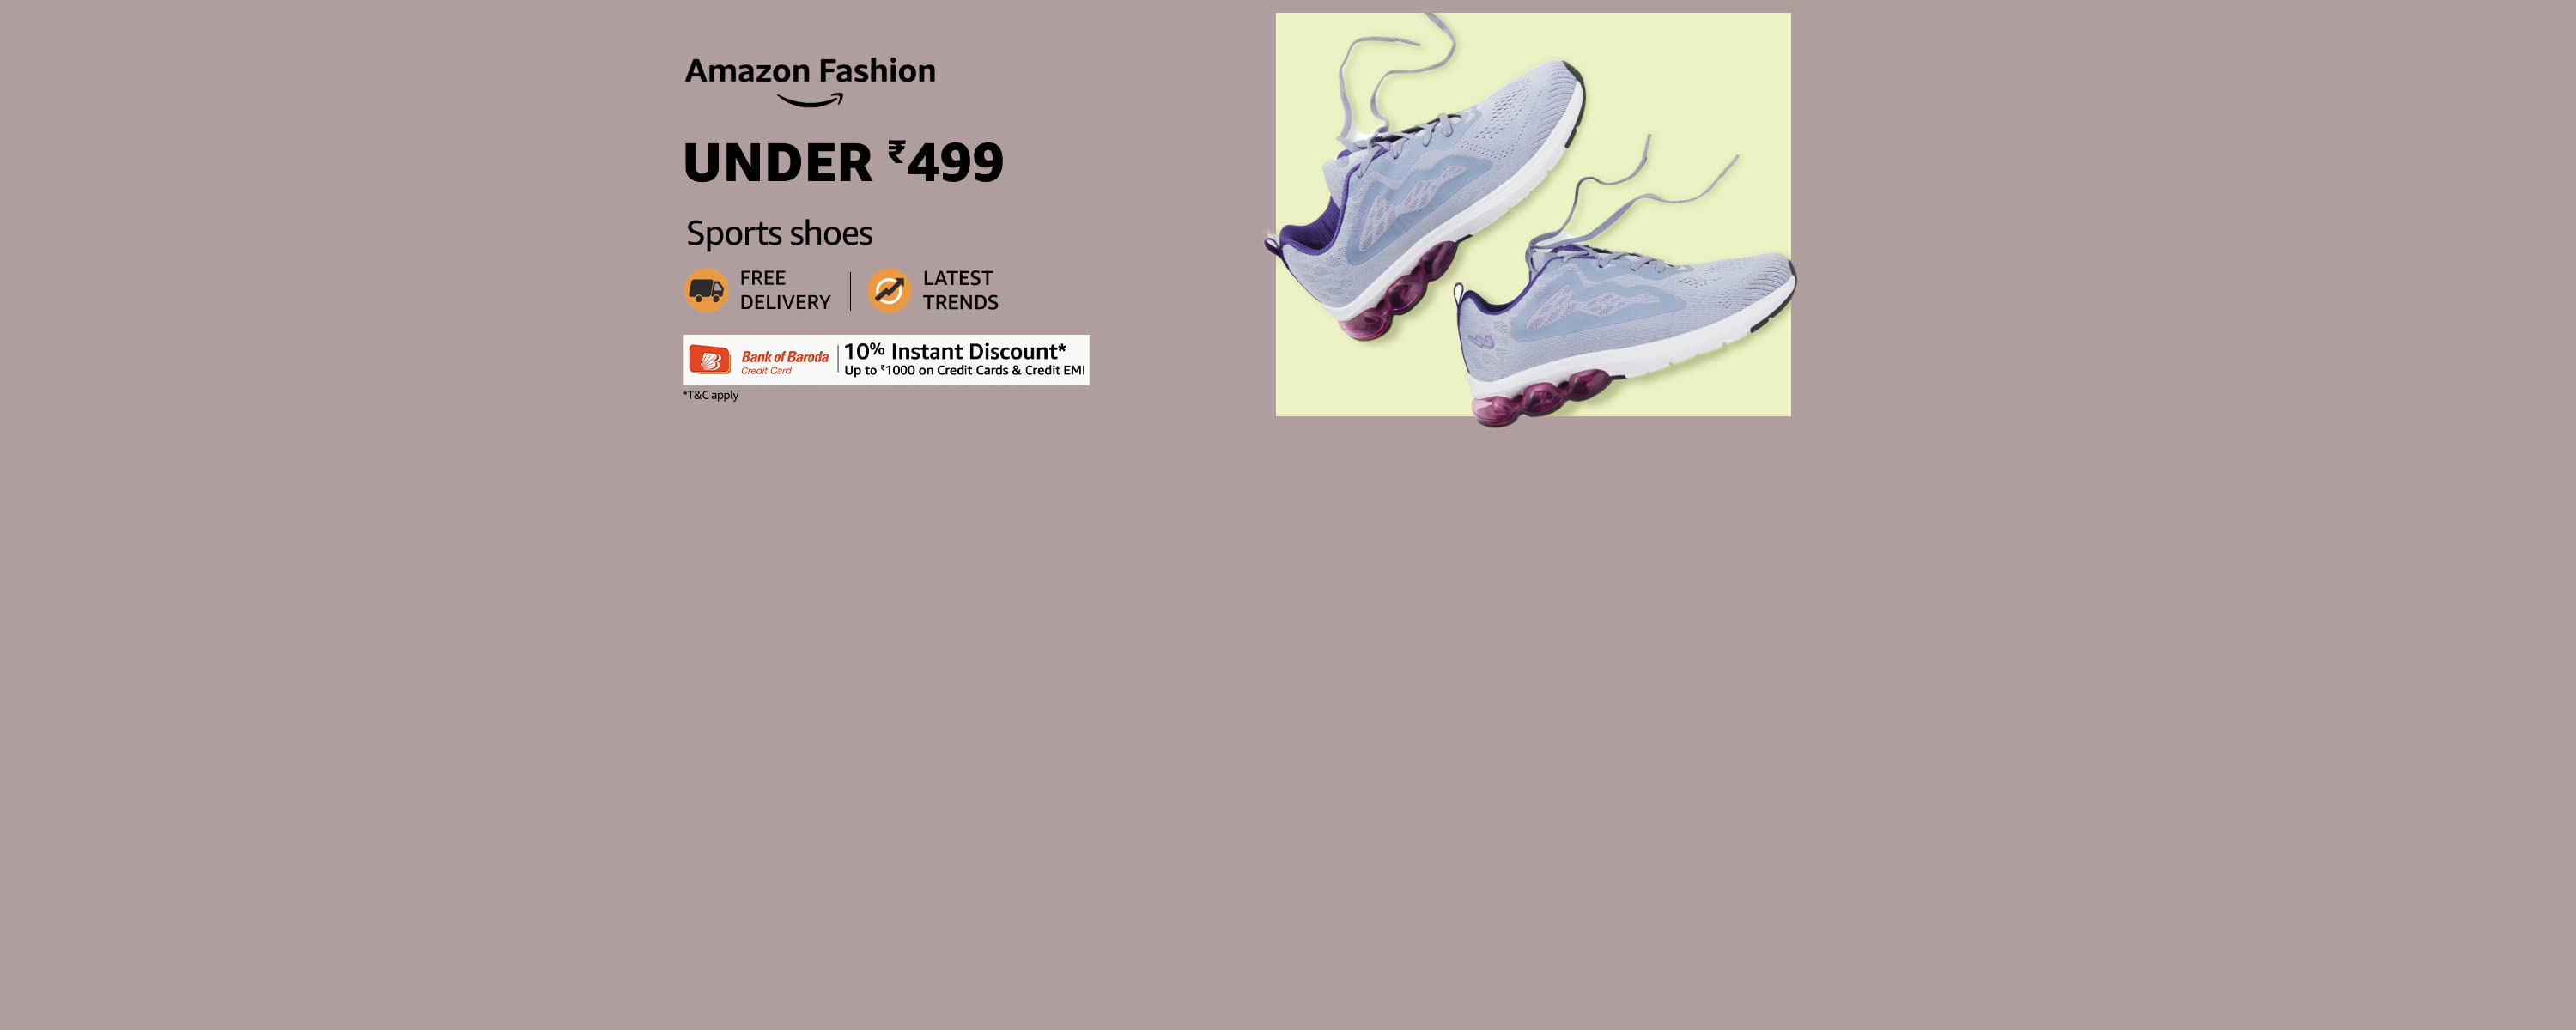 Amazon Fashion
UNDER ₹499
Sports shoes
FREE
DELIVERY
LATEST
TRENDS
Bank of Baroda
Credit Card
10% Instant Discount*
Up to ₹1000 on Credit Cards & Credit EMI
*T&C apply